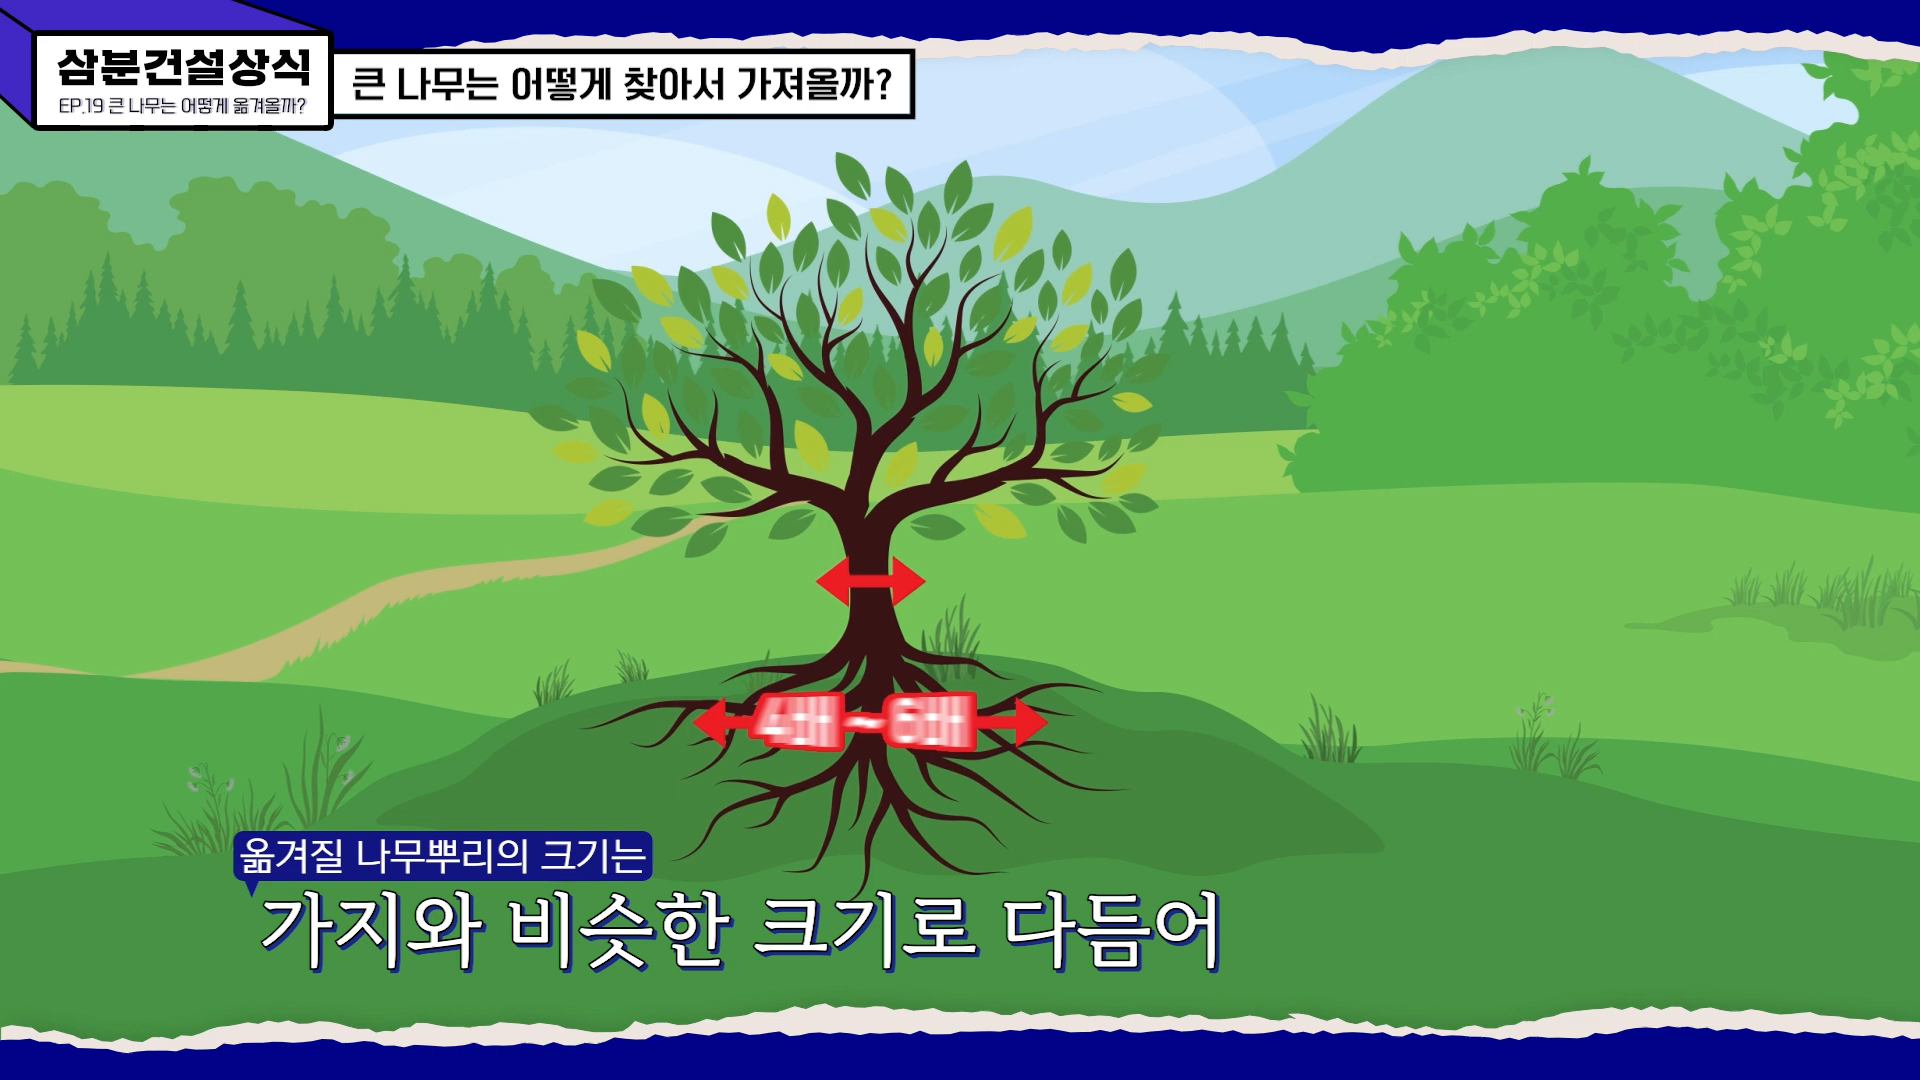 삼분건설상식
EP.19 큰 나무는 어떻게 옮겨올까?
큰 나무는 어떻게 찾아서 가져올까?
4배~6배
옮겨질 나무뿌리의 크기는
가지와 비슷한 크기로 다듬어